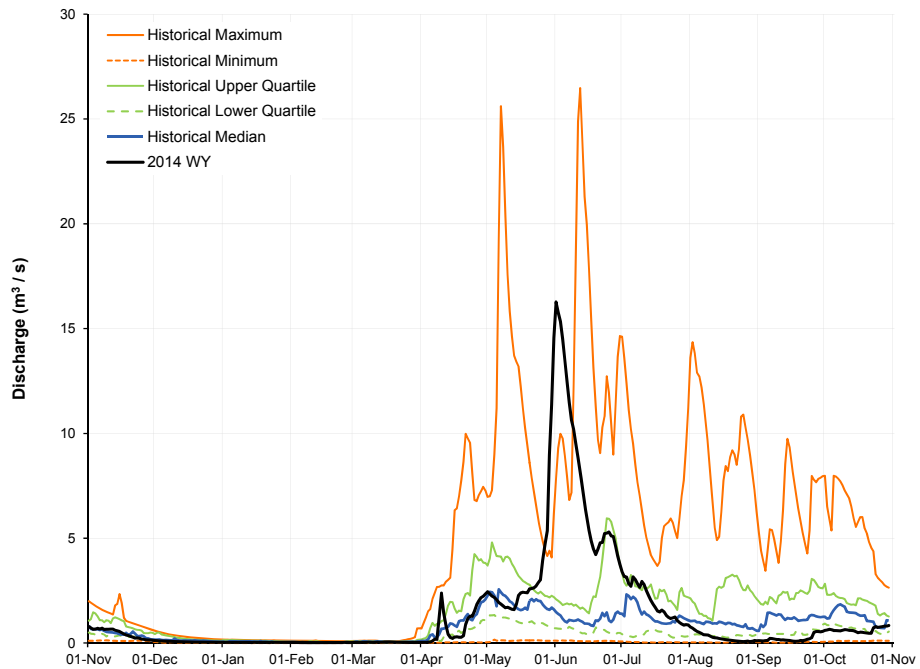 30
Historical Maximum
Historical Minimum
Historical Upper Quartile
Historical Lower Quartile
Historical Median
2014 WY
25
20
15
10
5
0
Discharge (m³ / s)
01-Nov 01-Dec 01-Jan 01-Feb 01-Mar 01-Apr 01-May 01-Jun 01-Jul 01-Aug 01-Sep 01-Oct 01-Nov